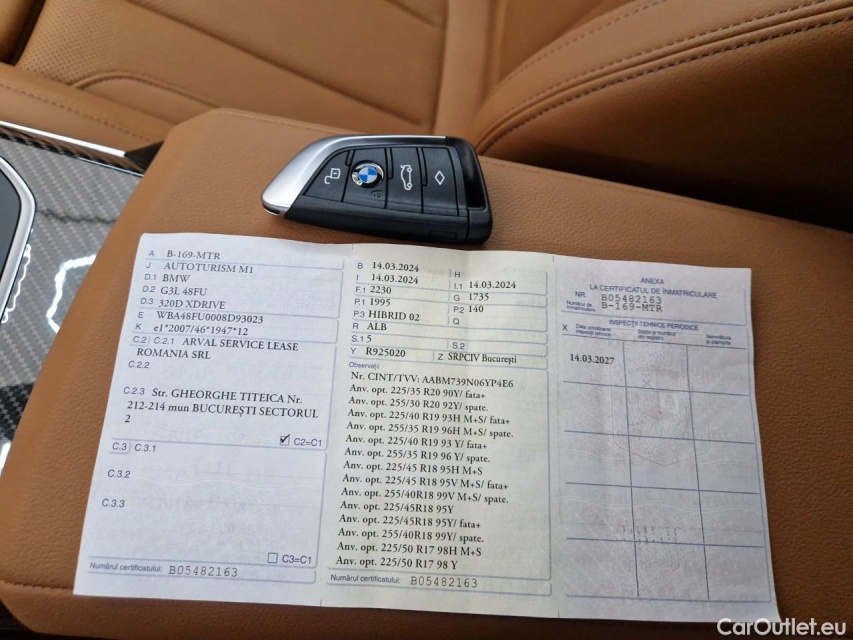 A B-169-MTR
J AUTOTURISM M1
D.1 BMW
D.2 G3L 48FU
D.3 320D XDRIVE
E WBA48FU0008D93023
K e1*2007/46*1947*12
C.2 C.2.1 ARVAL SERVICE LEASE
ROMANIA SRL
C.2.2
C.2.3 Str. GHEORGHE TITEICA Nr.
212-214 mun BUCUREȘTI SECTORUL
2
C2=C1
C.3 C.3.1
C.3.2
C.3.3
C3=C1
Numărul certificatului: B05482163
B 14.03.2024 H
I 14.03.2024 I.1 14.03.2024
F.1 2230 G 1735
P.1 1995 P.2 140
P.3 HIBRID 02 Q
R ALB
S.1 5 S.2
Y R925020 Z SRPCIV București
Observații
Nr. CINT/TVV: AABM739N06YP4E6
Anv. opt. 225/35 R20 90Y/ fata+
Anv. opt. 255/30 R20 92Y/ spate.
Anv. opt. 225/40 R19 93H M+S/ fata+
Anv. opt. 255/35 R19 96H M+S/ spate.
Anv. opt. 225/40 R19 93 Y/ fata+
Anv. opt. 255/35 R19 96 Y/ spate.
Anv. opt. 225/45 R18 95H M+S
Anv. opt. 225/45 R18 95V M+S/ fata+
Anv. opt. 255/40R18 99V M+S/ spate.
Anv. opt. 225/45R18 95Y
Anv. opt. 225/45R18 95Y/ fata+
Anv. opt. 255/40R18 99Y/ spate.
Anv. opt. 225/50 R17 98H M+S
Anv. opt. 225/50 R17 98 Y
Numărul certificatului: B05482163
ANEXA
LA CERTIFICATUL DE ÎNMATRICULARE
NR. B05482163
Numărul de înmatriculare B-169-MTR
INSPECȚII TEHNICE PERIODICE
X Data următoarei inspecții tehnice
Ștampila
14.03.2027
BMW
CarOutlet.eu